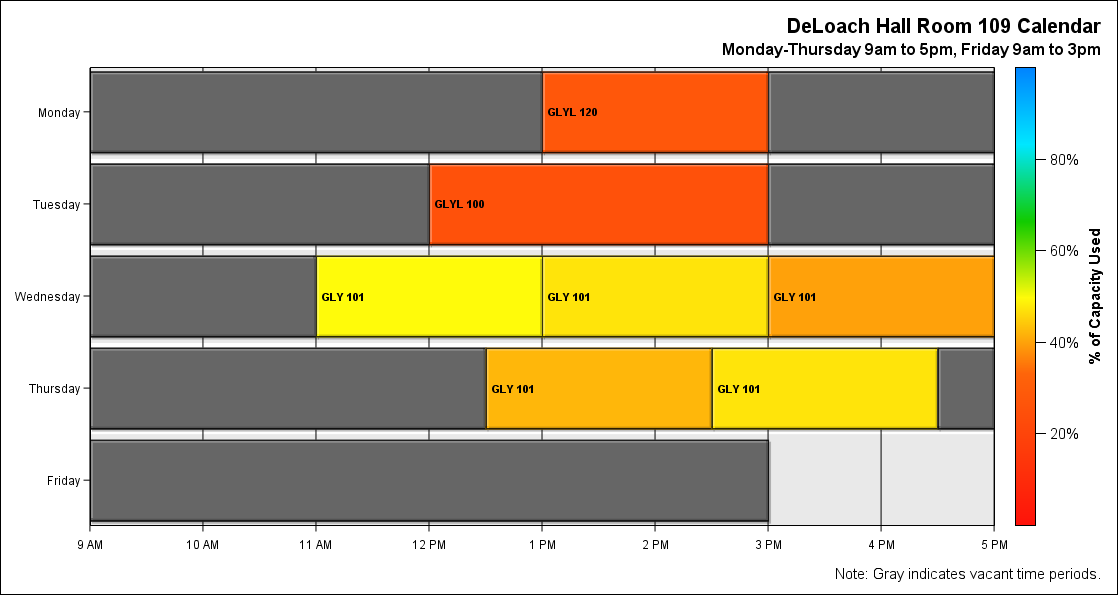 DeLoach Hall Room 109 Calendar
Monday-Thursday 9am to 5pm, Friday 9am to 3pm
Monday
GLYL 120
Tuesday
GLYL 100
Wednesday
GLY 101
GLY 101
GLY 101
Thursday
GLY 101
GLY 101
Friday
9 AM
10 AM
11 AM
12 PM
1 PM
2 PM
3 PM
4 PM
5 PM
80%
60%
40%
20%
% of Capacity Used
Note: Gray indicates vacant time periods.